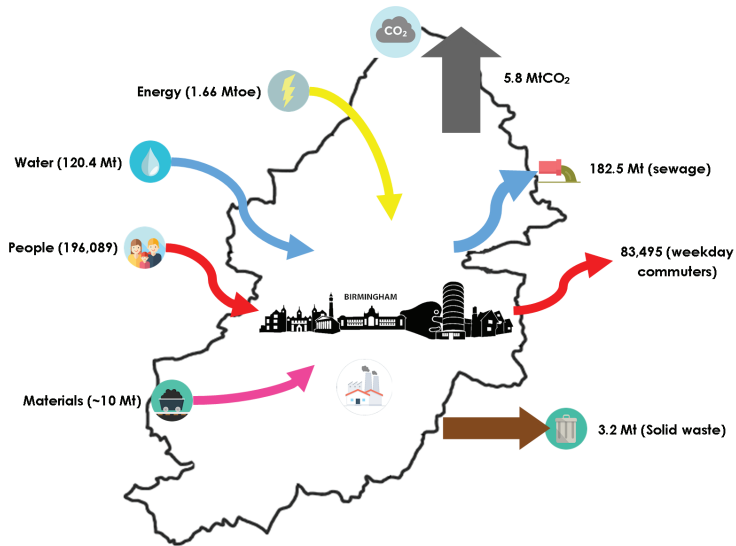 CO₂
5.8 MtCO₂
Energy (1.66 Mtoe)
Water (120.4 Mt)
182.5 Mt (sewage)
People (196,089)
83,495 (weekday
commuters)
BIRMINGHAM
Materials (~10 Mt)
3.2 Mt (Solid waste)